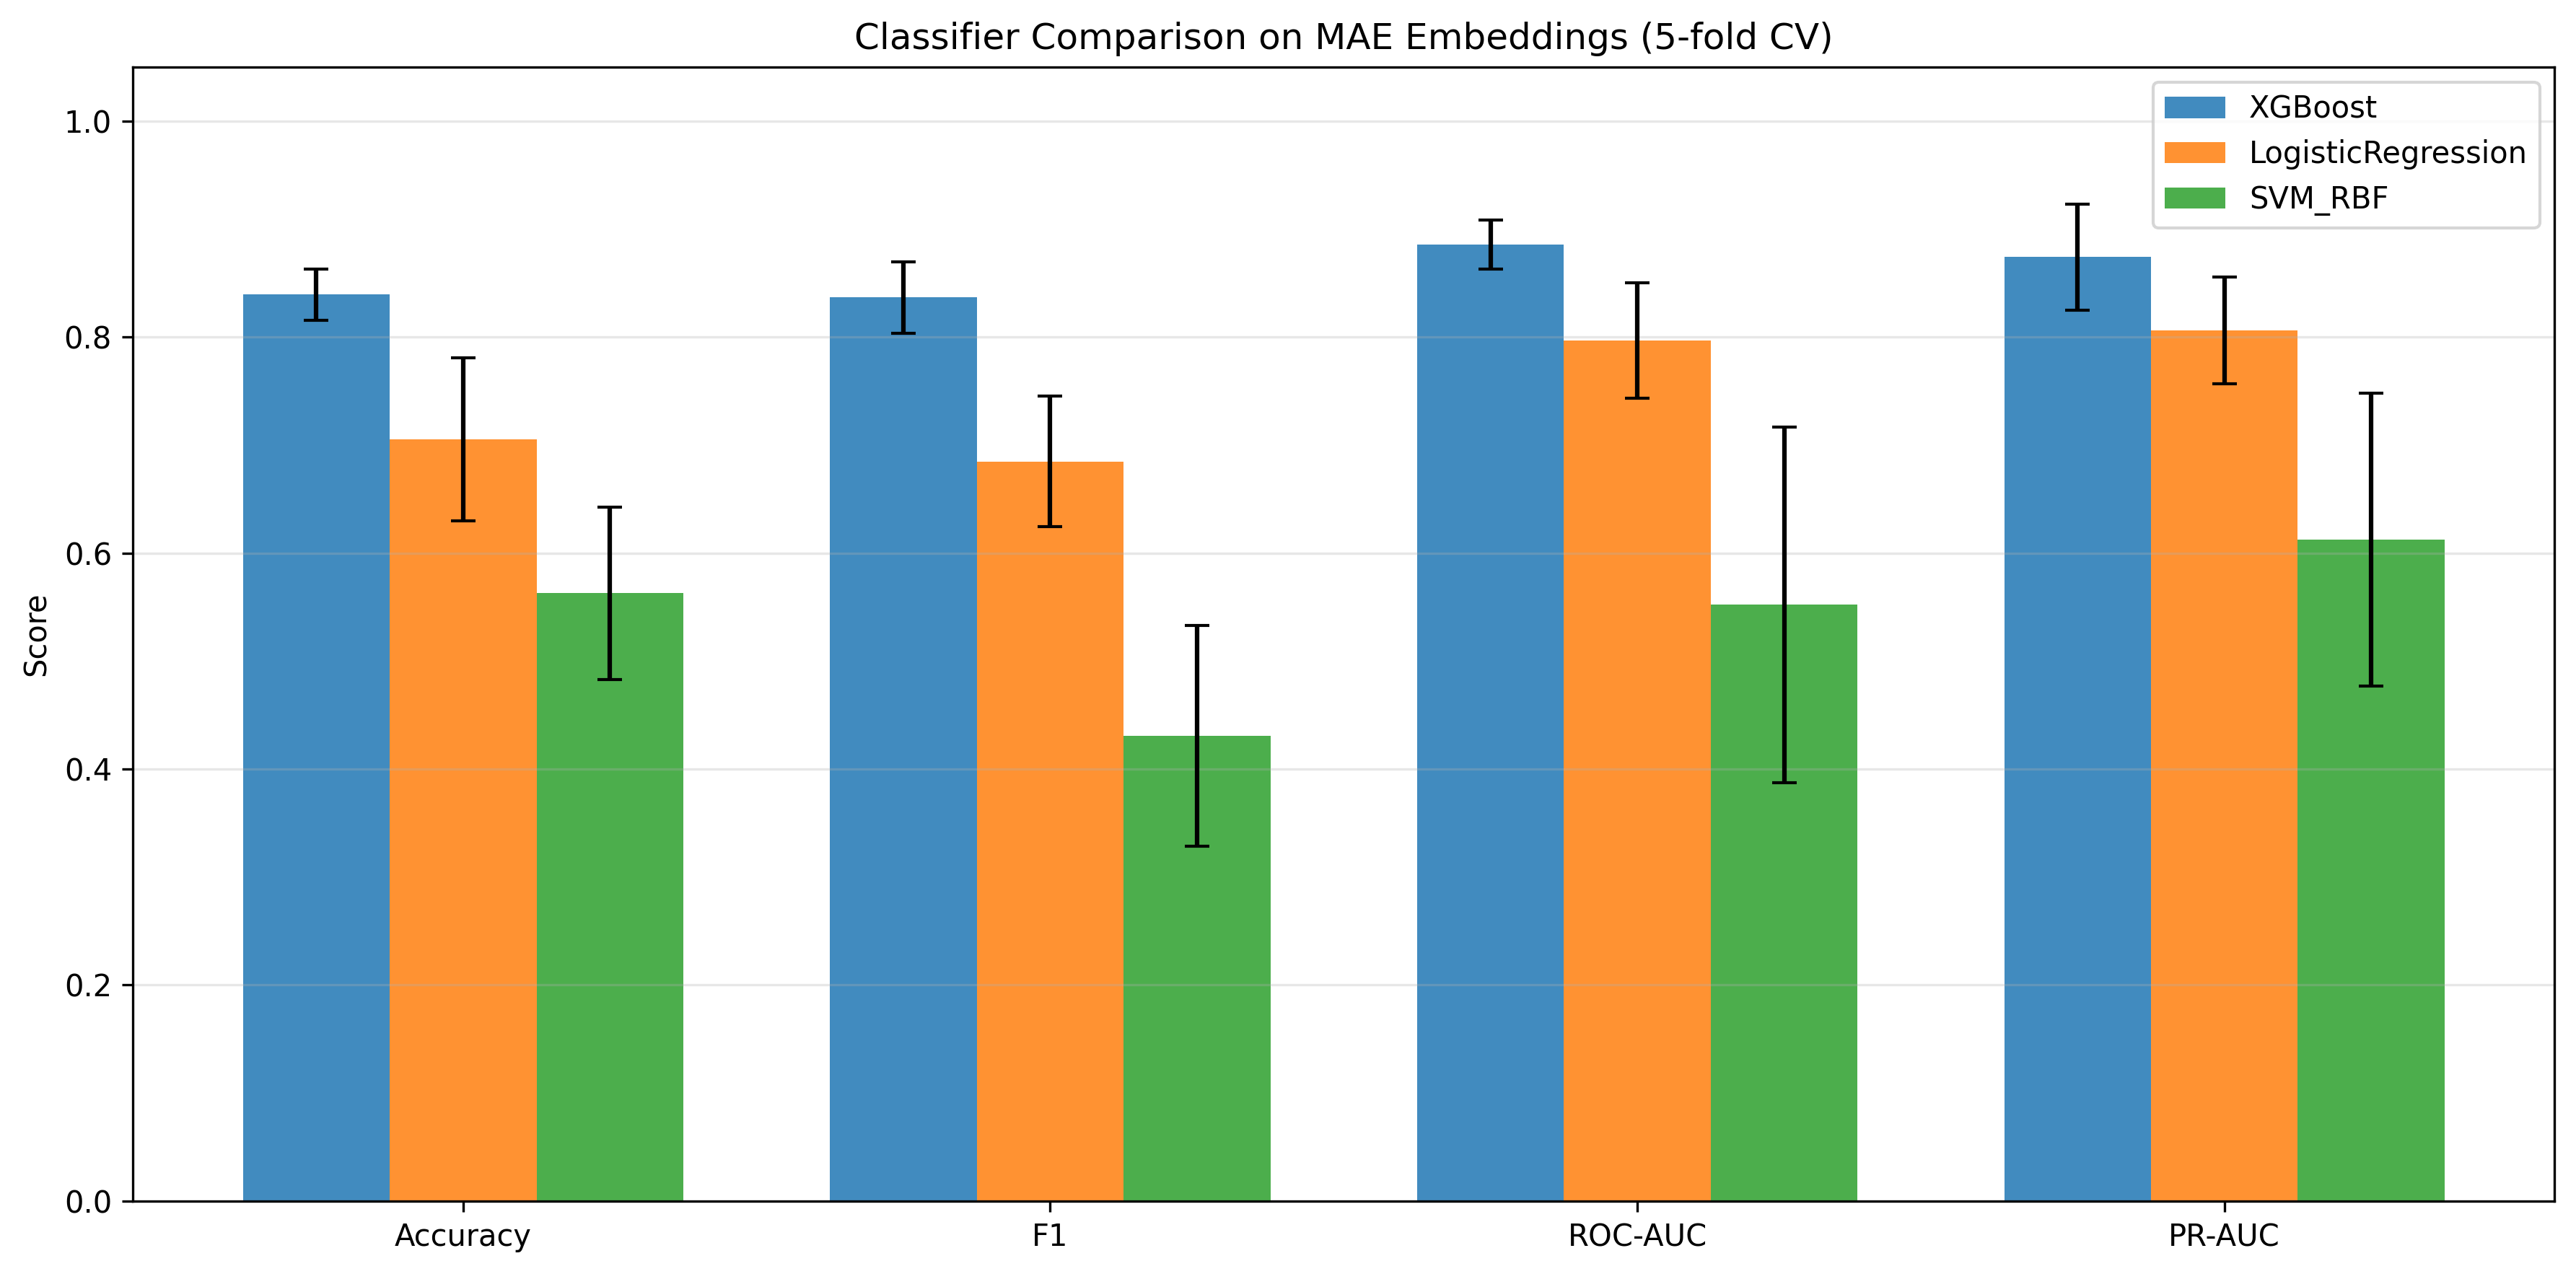 Classifier Comparison on MAE Embeddings (5-fold CV)
XGBoost
LogisticRegression
SVM_RBF
Score
1.0
0.8
0.6
0.4
0.2
0.0
Accuracy
F1
ROC-AUC
PR-AUC